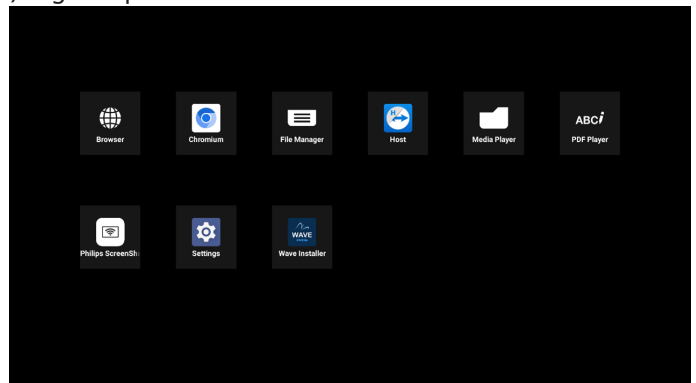 Browser
Chromium
File Manager
H
Host
Media Player
ABCi
PDF Player
Philips ScreenSh
Settings
WAVE
Wave Installer